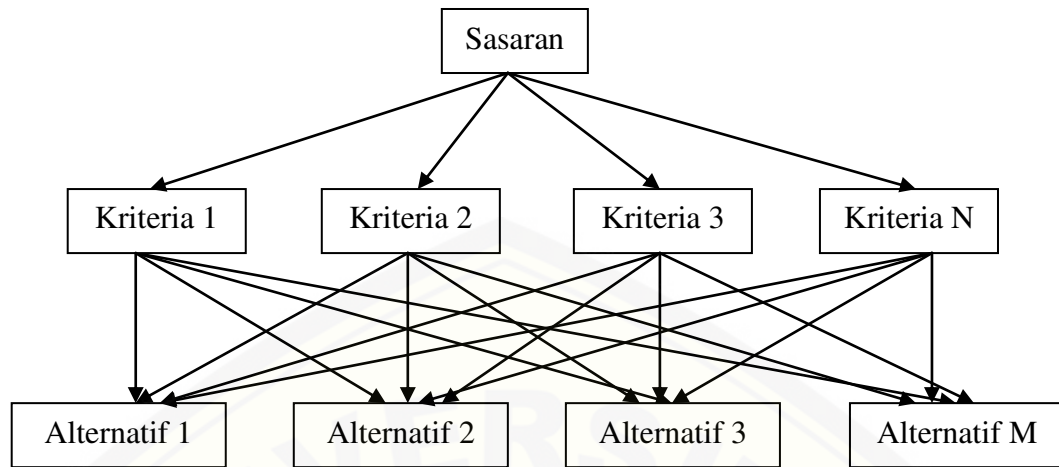 Sasaran
Kriteria 1 Kriteria 2 Kriteria 3 Kriteria N
Alternatif 1 Alternatif 2 Alternatif 3 Alternatif M